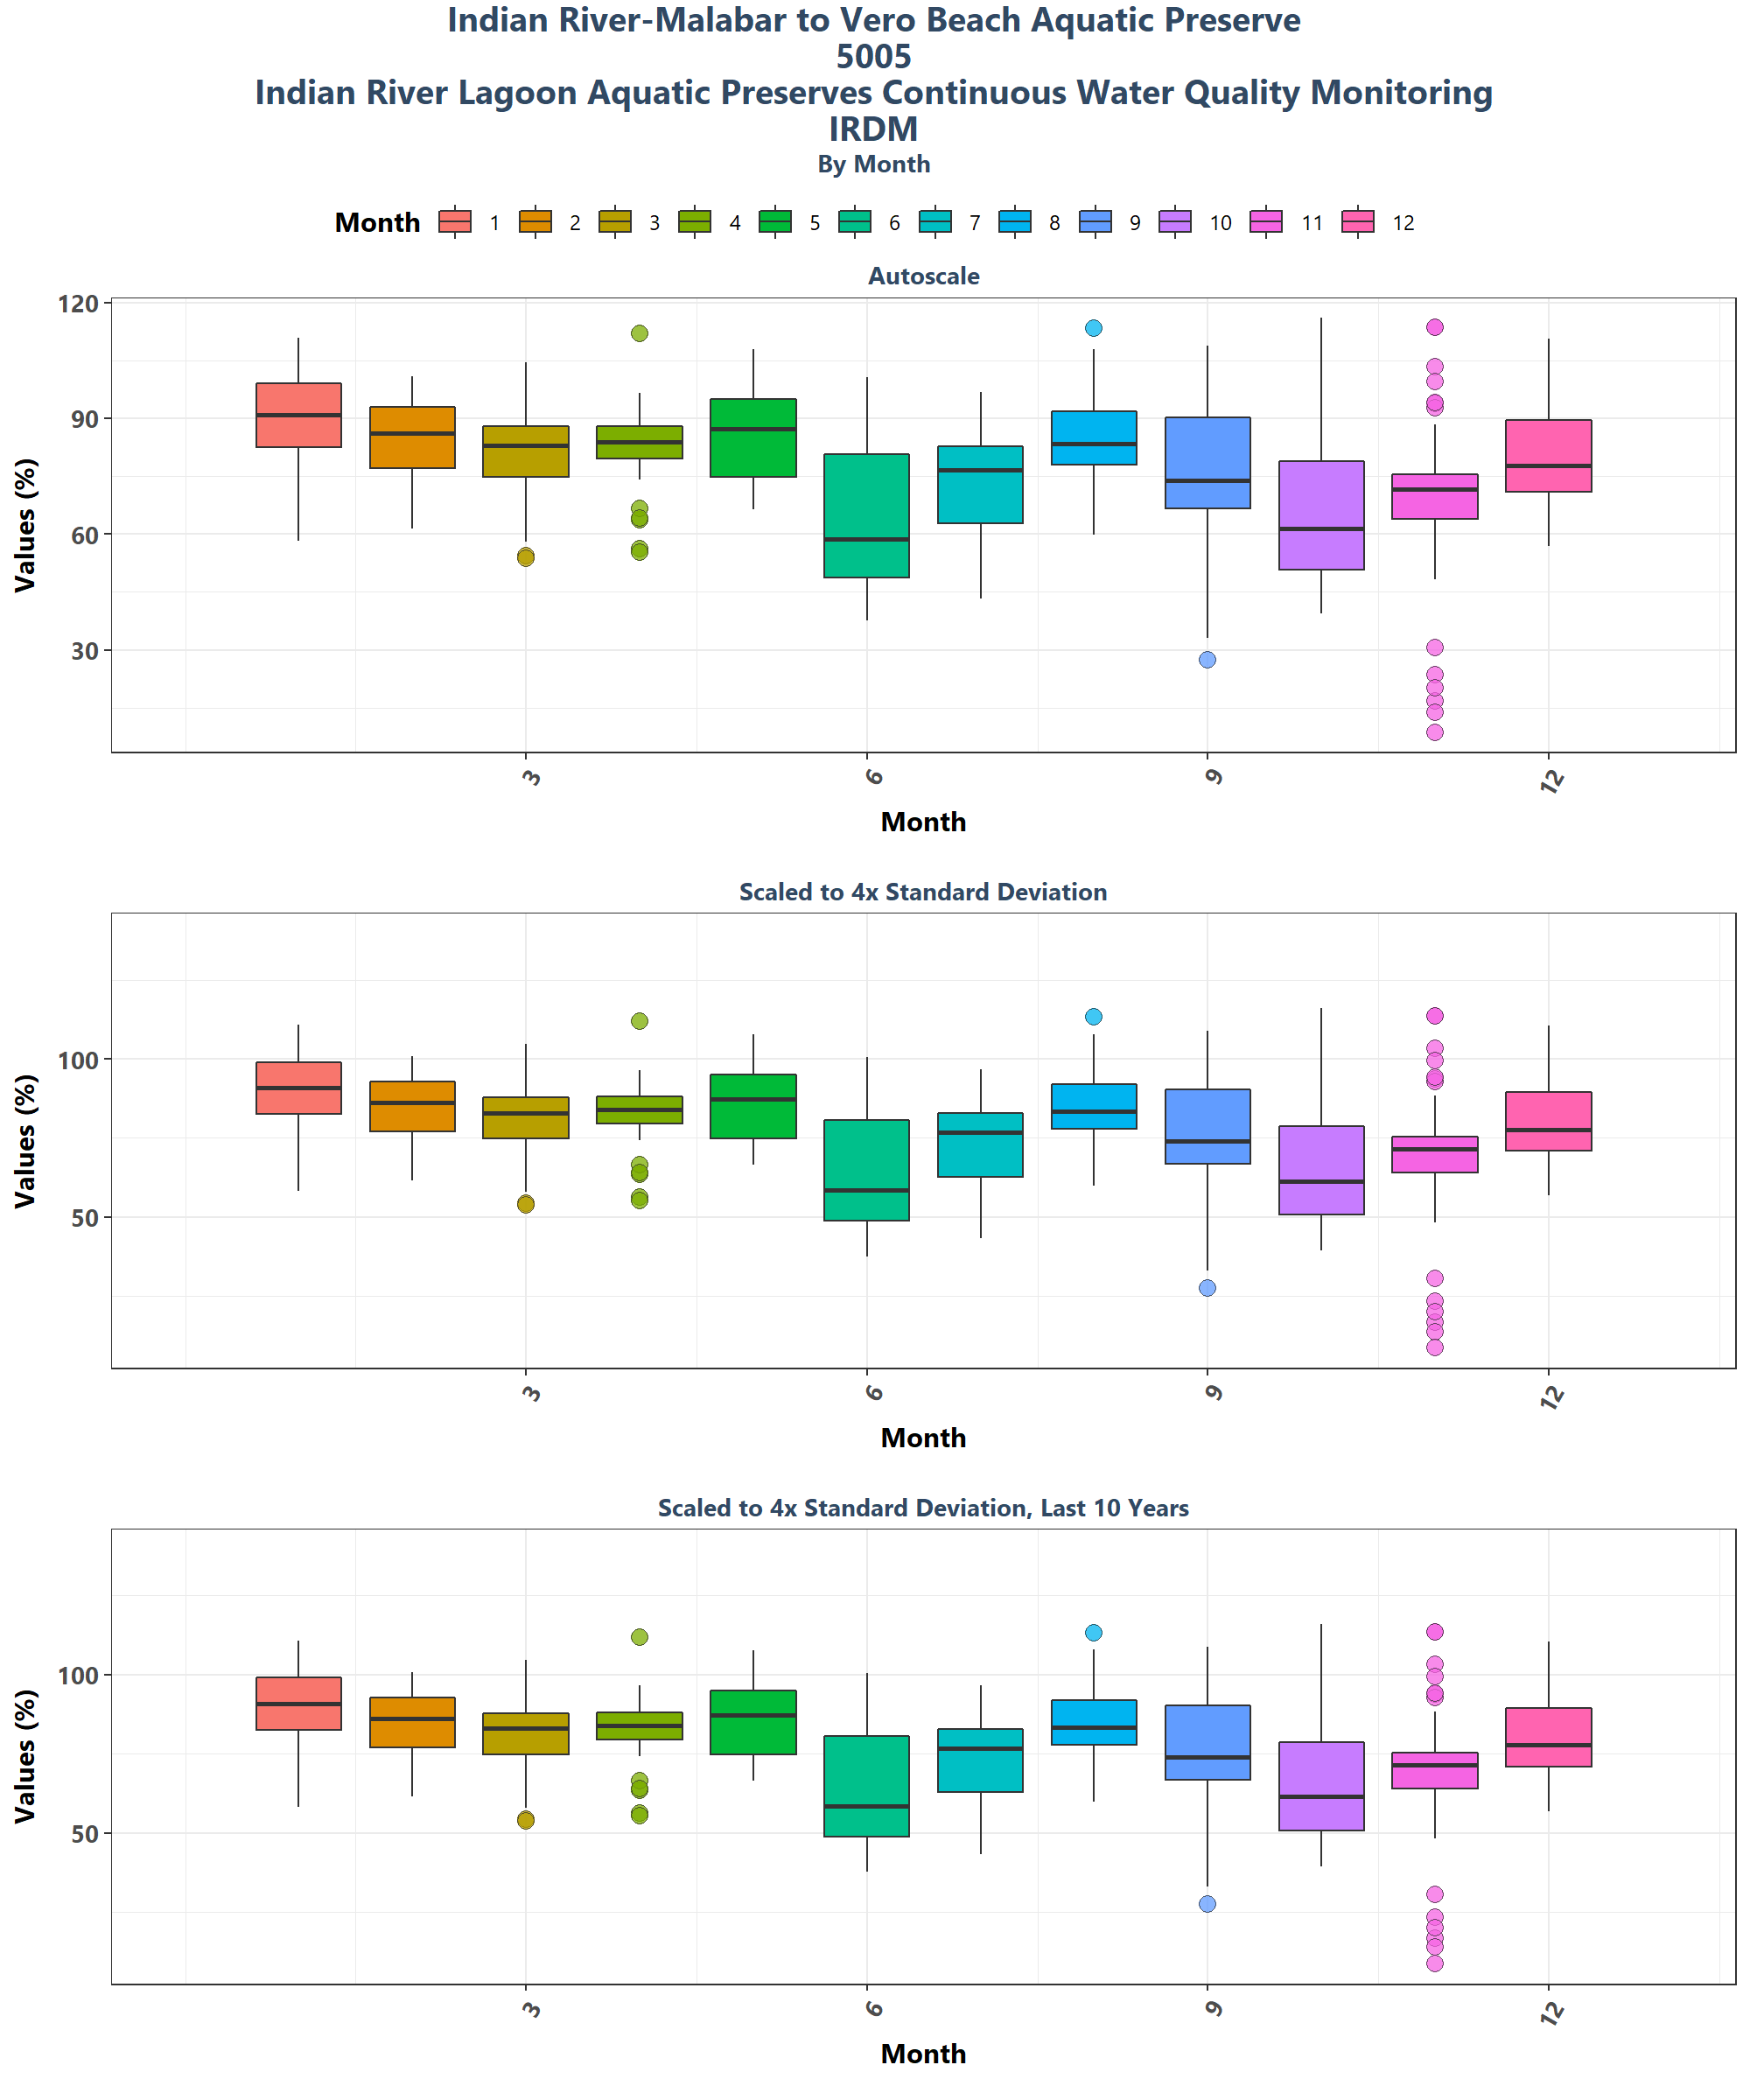 Indian River-Malabar to Vero Beach Aquatic Preserve
5005
Indian River Lagoon Aquatic Preserves Continuous Water Quality Monitoring
IRDM
By Month
Month 1 2 3 4 5 6 7 8 9 10 11 12
Autoscale
Values (%)
120
90
60
30
3 6 9 12
Month
Scaled to 4x Standard Deviation
Values (%)
100
50
3 6 9 12
Month
Scaled to 4x Standard Deviation, Last 10 Years
Values (%)
100
50
3 6 9 12
Month